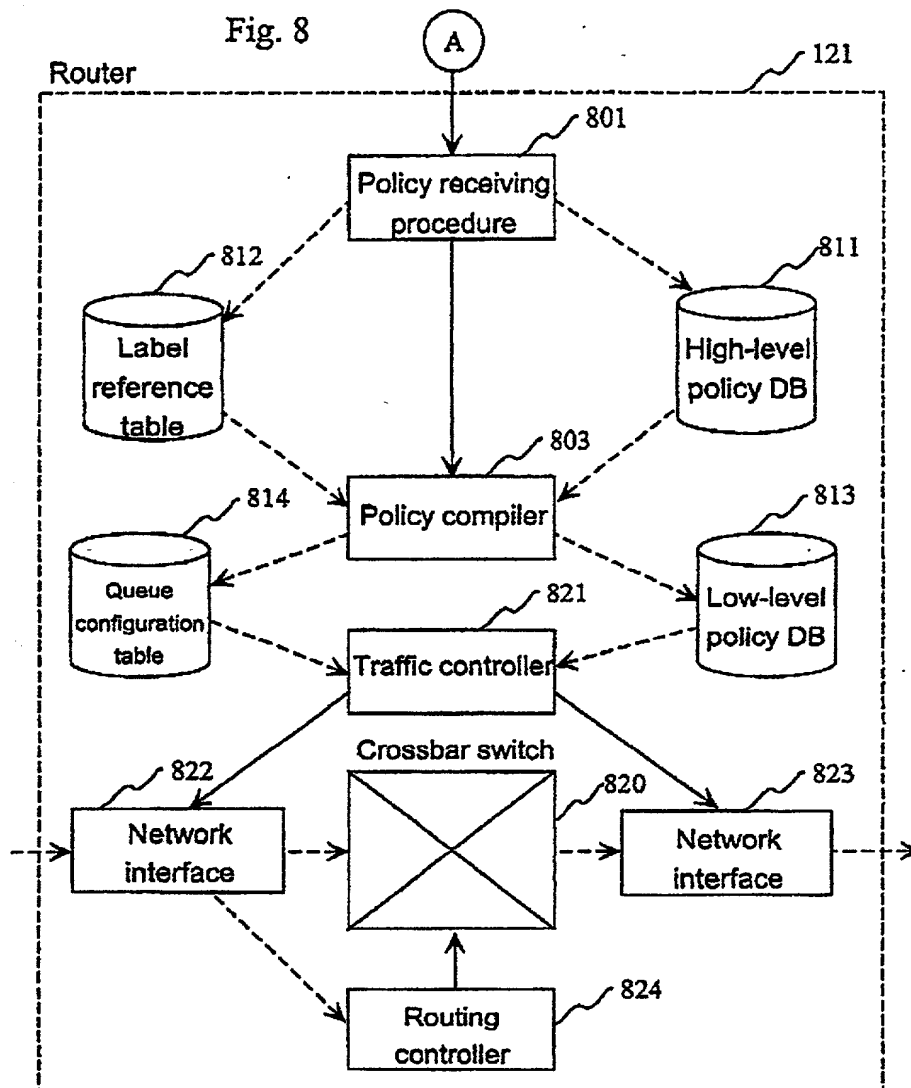 Fig. 8
A
Router
121
801
Policy receiving
procedure
812
811
Label
reference
table
High-level
policy DB
803
Policy compiler
814
813
Queue
configuration
table
Low-level
policy DB
821
Traffic controller
Crossbar switch
822
820
823
Network
interface
Network
interface
824
Routing
controller